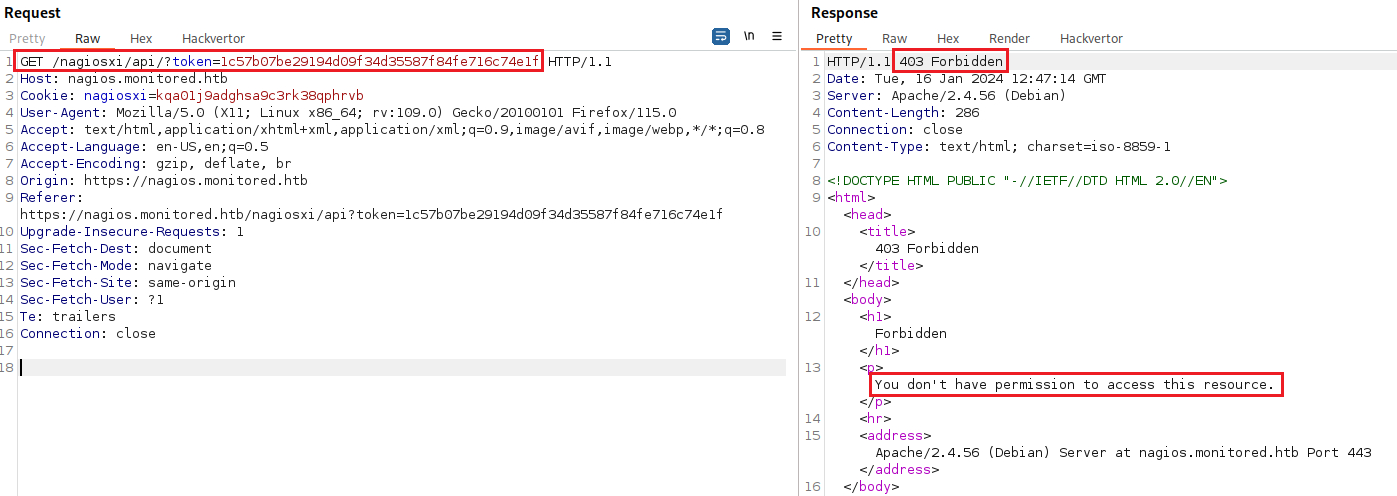 Request
Pretty Raw Hex Hackvertor
\n
1 GET /nagiosxi/api/?token=1c57b07be29194d09f34d35587f84fe716c74e1f HTTP/1.1
2 Host: nagios.monitored.htb
3 Cookie: nagiosxi=kqa01j9adghsa9c3rk38qphrvb
4 User-Agent: Mozilla/5.0 (X11; Linux x86_64; rv:109.0) Gecko/20100101 Firefox/115.0
5 Accept: text/html,application/xhtml+xml,application/xml;q=0.9,image/avif,image/webp,*/*;q=0.8
6 Accept-Language: en-US,en;q=0.5
7 Accept-Encoding: gzip, deflate, br
8 Origin: https://nagios.monitored.htb
9 Referer:
https://nagios.monitored.htb/nagiosxi/api?token=1c57b07be29194d09f34d35587f84fe716c74e1f
10 Upgrade-Insecure-Requests: 1
11 Sec-Fetch-Dest: document
12 Sec-Fetch-Mode: navigate
13 Sec-Fetch-Site: same-origin
14 Sec-Fetch-User: ?1
15 Te: trailers
16 Connection: close
17
18
Response
Pretty Raw Hex Render Hackvertor
1 HTTP/1.1 403 Forbidden
2 Date: Tue, 16 Jan 2024 12:47:14 GMT
3 Server: Apache/2.4.56 (Debian)
4 Content-Length: 286
5 Connection: close
6 Content-Type: text/html; charset=iso-8859-1
7
8 <!DOCTYPE HTML PUBLIC "-//IETF//DTD HTML 2.0//EN">
9 <html>
<head>
10 <title>
403 Forbidden
</title>
11 </head>
<body>
12 <h1>
Forbidden
</h1>
13 <p>
You don't have permission to access this resource.
</p>
14 <hr>
15 <address>
Apache/2.4.56 (Debian) Server at nagios.monitored.htb Port 443
</address>
16 </body>